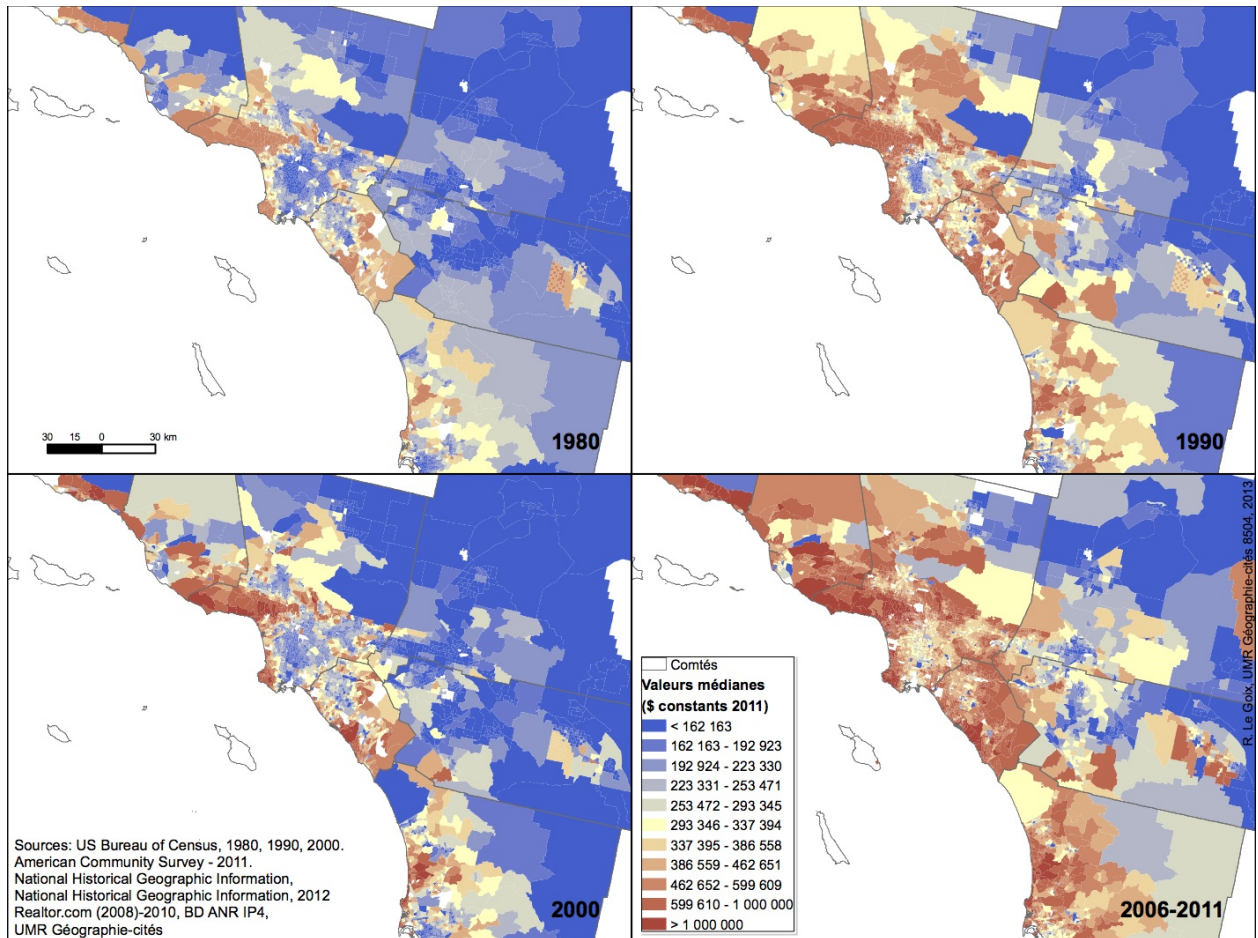 1980
30 15 0 30 km
1990
2000
Sources: US Bureau of Census, 1980, 1990, 2000.
American Community Survey - 2011.
National Historical Geographic Information,
National Historical Geographic Information, 2012
Realtor.com (2008)-2010, BD ANR IP4,
UMR Géographie-cités
Comtés
Valeurs médianes
($ constants 2011)
< 162 163
162 163 - 192 923
192 924 - 223 330
223 331 - 253 471
253 472 - 293 345
293 346 - 337 394
337 395 - 386 558
386 559 - 462 651
462 652 - 599 609
599 610 - 1 000 000
> 1 000 000
2006-2011
R. Le Goix, UMR Géographie-cités 8504, 2013